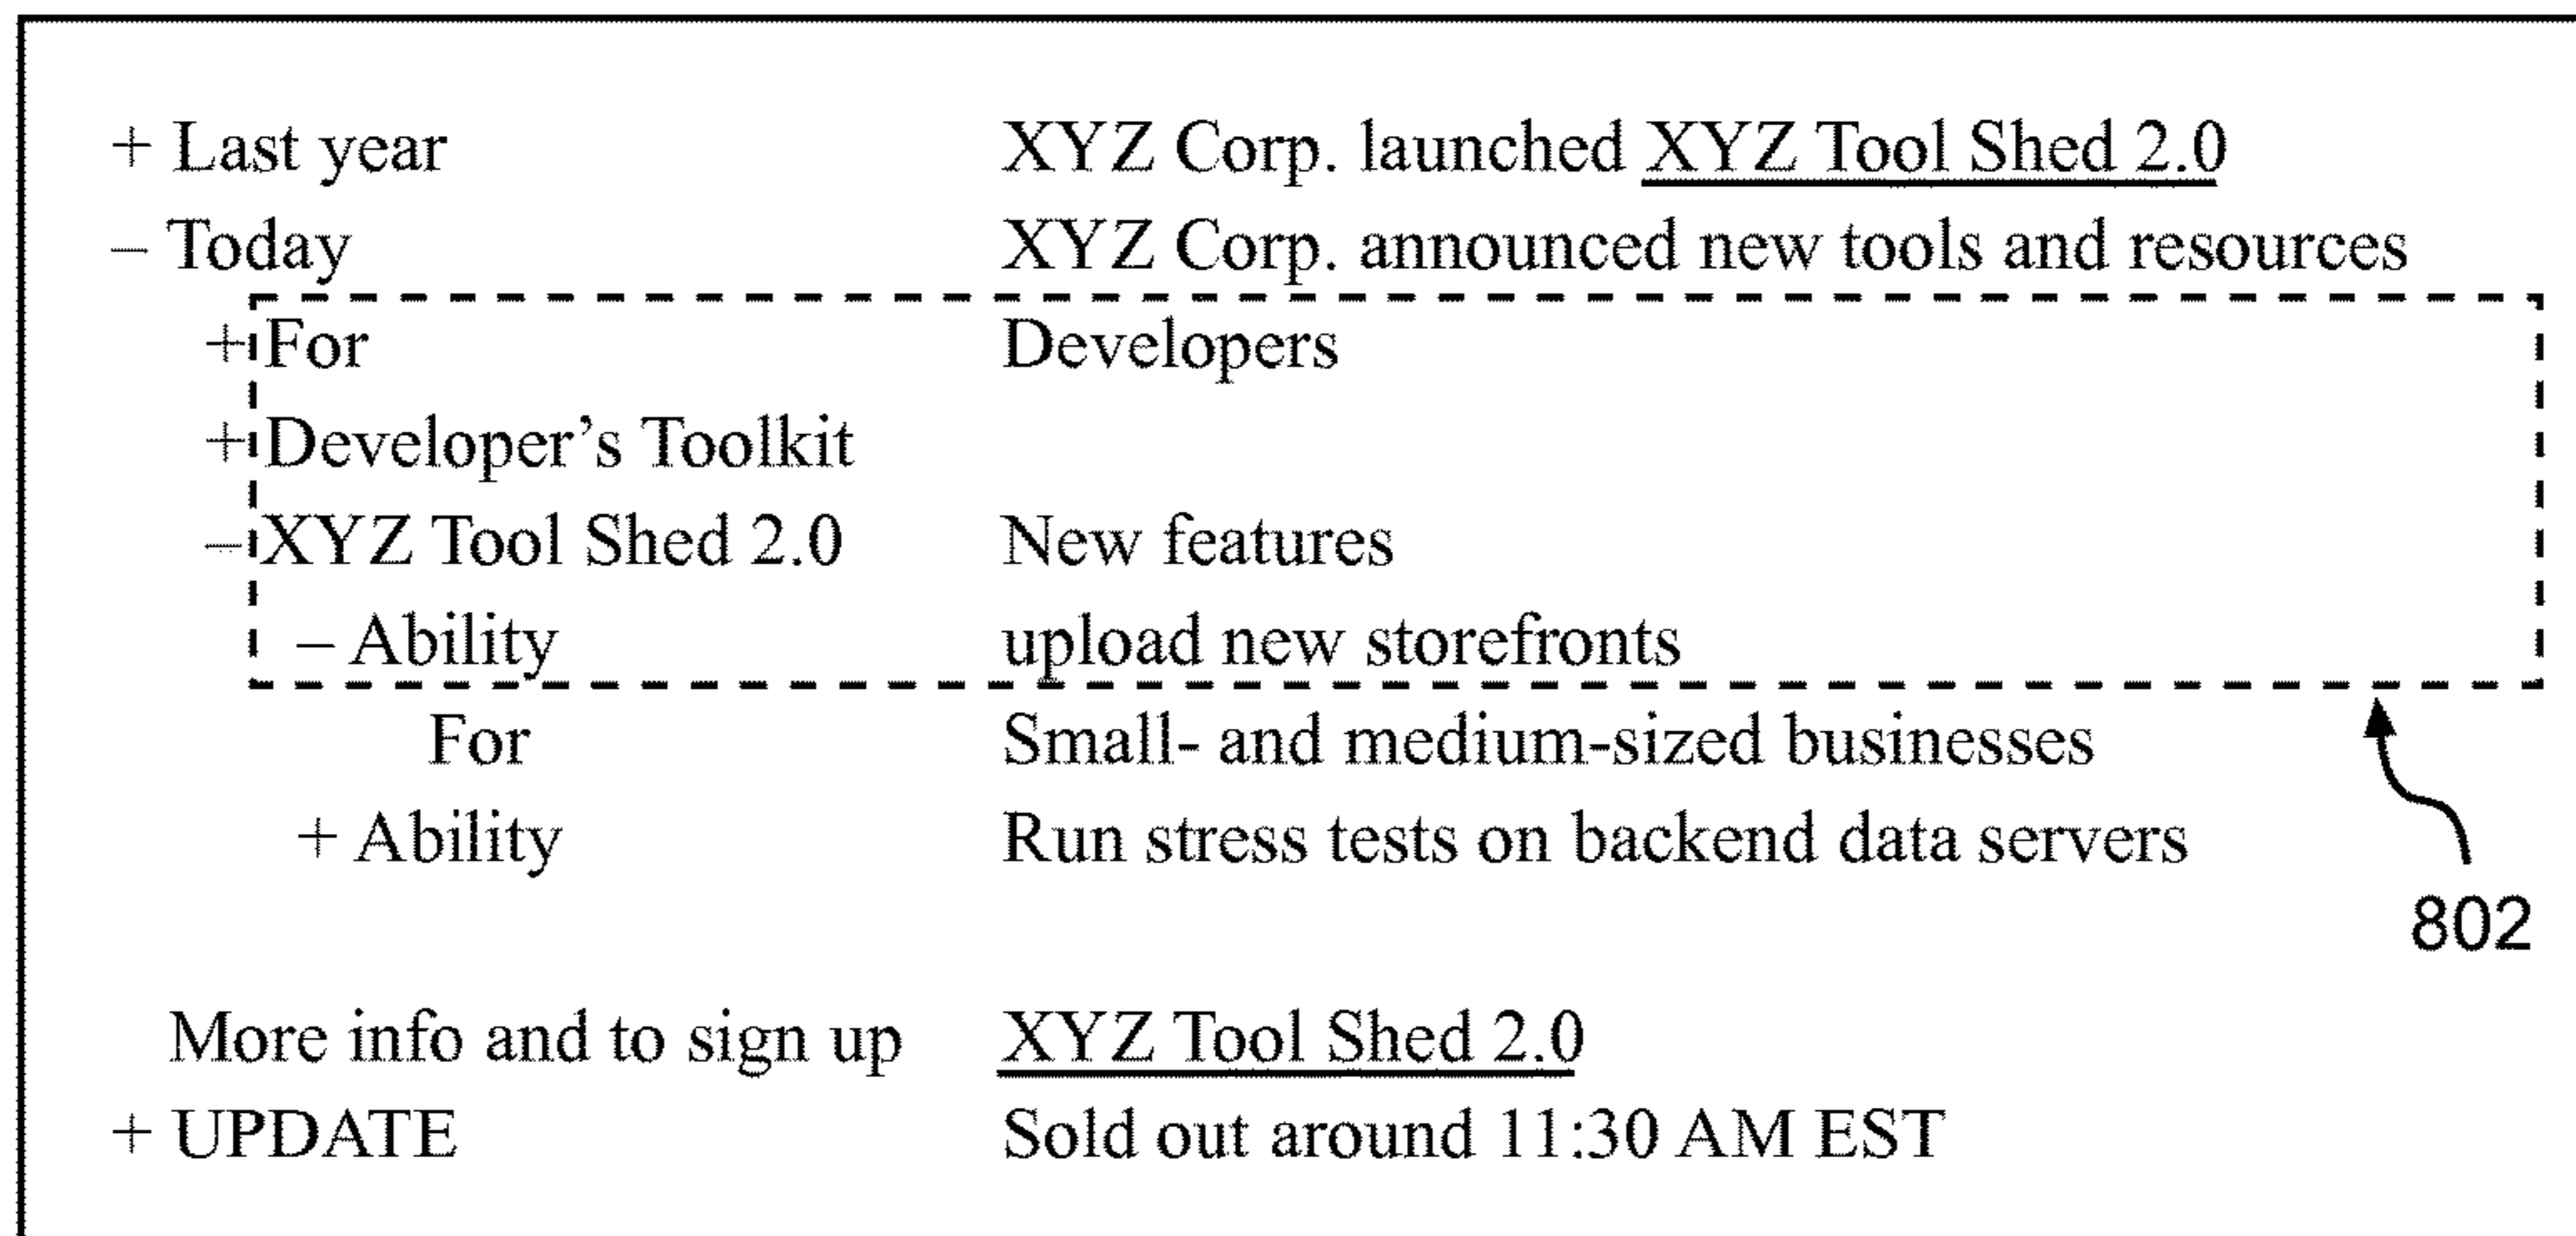 + Last year XYZ Corp. launched XYZ Tool Shed 2.0
– Today XYZ Corp. announced new tools and resources
+ For Developers
+ Developer’s Toolkit
– XYZ Tool Shed 2.0 New features
– Ability upload new storefronts
For Small- and medium-sized businesses
+ Ability Run stress tests on backend data servers
802
More info and to sign up XYZ Tool Shed 2.0
+ UPDATE Sold out around 11:30 AM EST